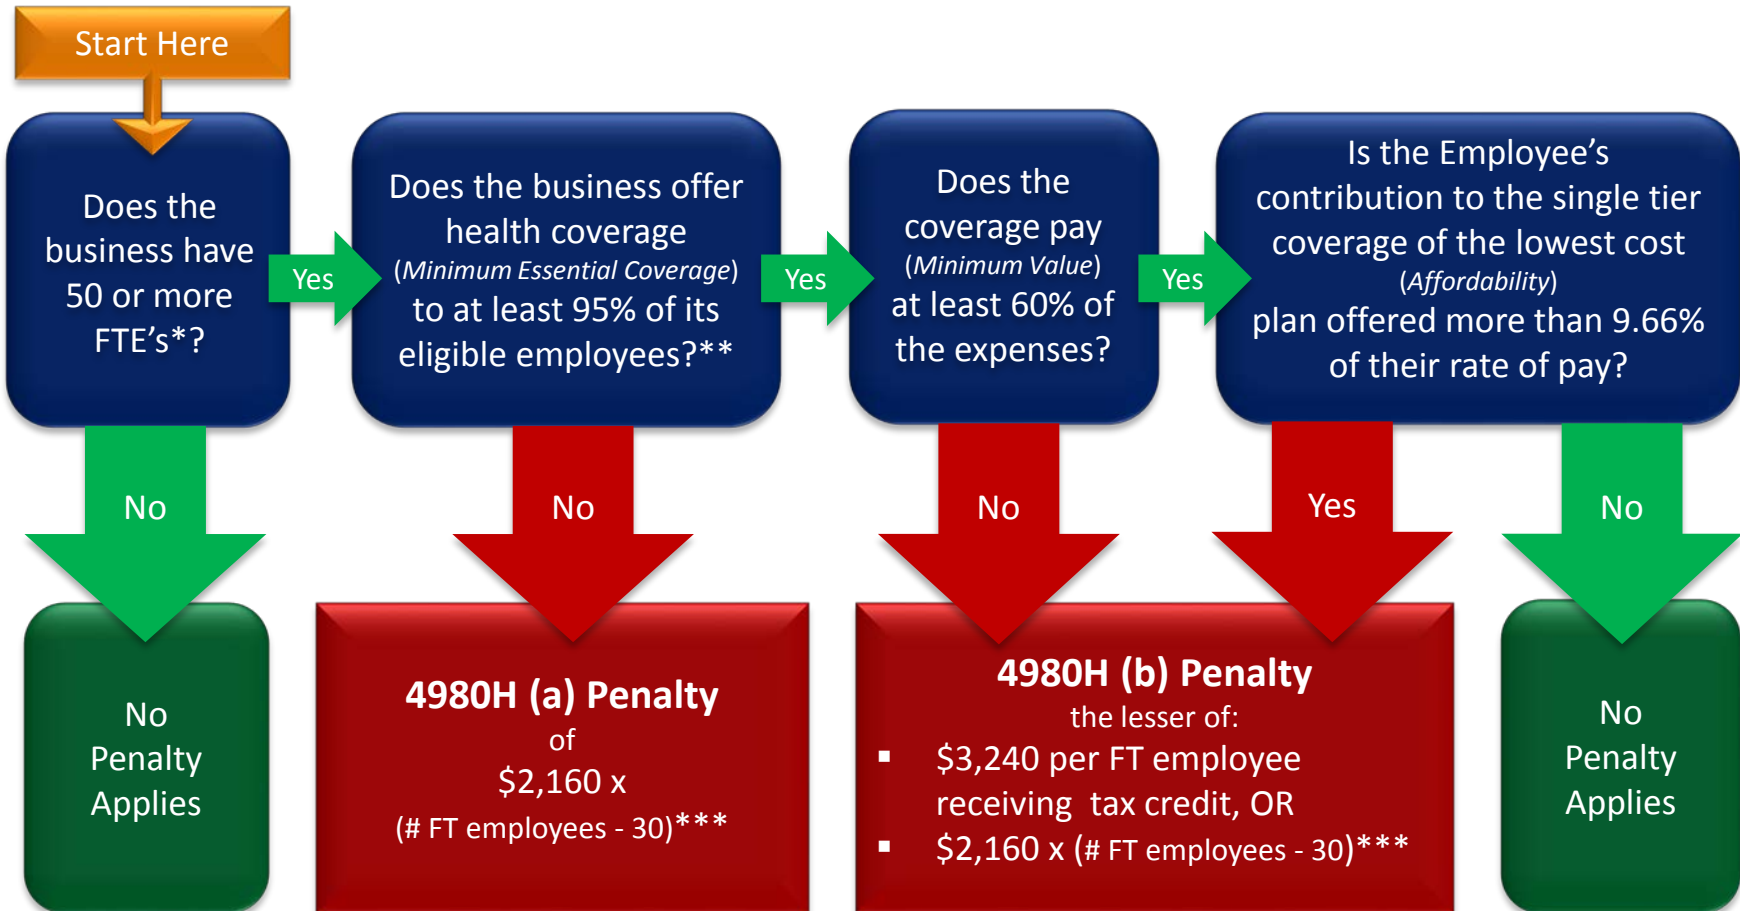 Start Here
Does the
business have
50 or more
FTE's*?
Yes
Does the business offer
health coverage
(Minimum Essential Coverage)
to at least 95% of its
eligible employees?**
Yes
Does the
coverage pay
(Minimum Value)
at least 60% of
the expenses?
Yes
Is the Employee's
contribution to the single tier
coverage of the lowest cost
(Affordability)
plan offered more than 9.66%
of their rate of pay?
No
No
No
Yes
No
No
Penalty
Applies
4980H (a) Penalty
of
$2,160 x
(# FT employees - 30)***
4980H (b) Penalty
the lesser of:
▪ $3,240 per FT employee
receiving  tax credit, OR
▪ $2,160 x (# FT employees - 30)***
No
Penalty
Applies